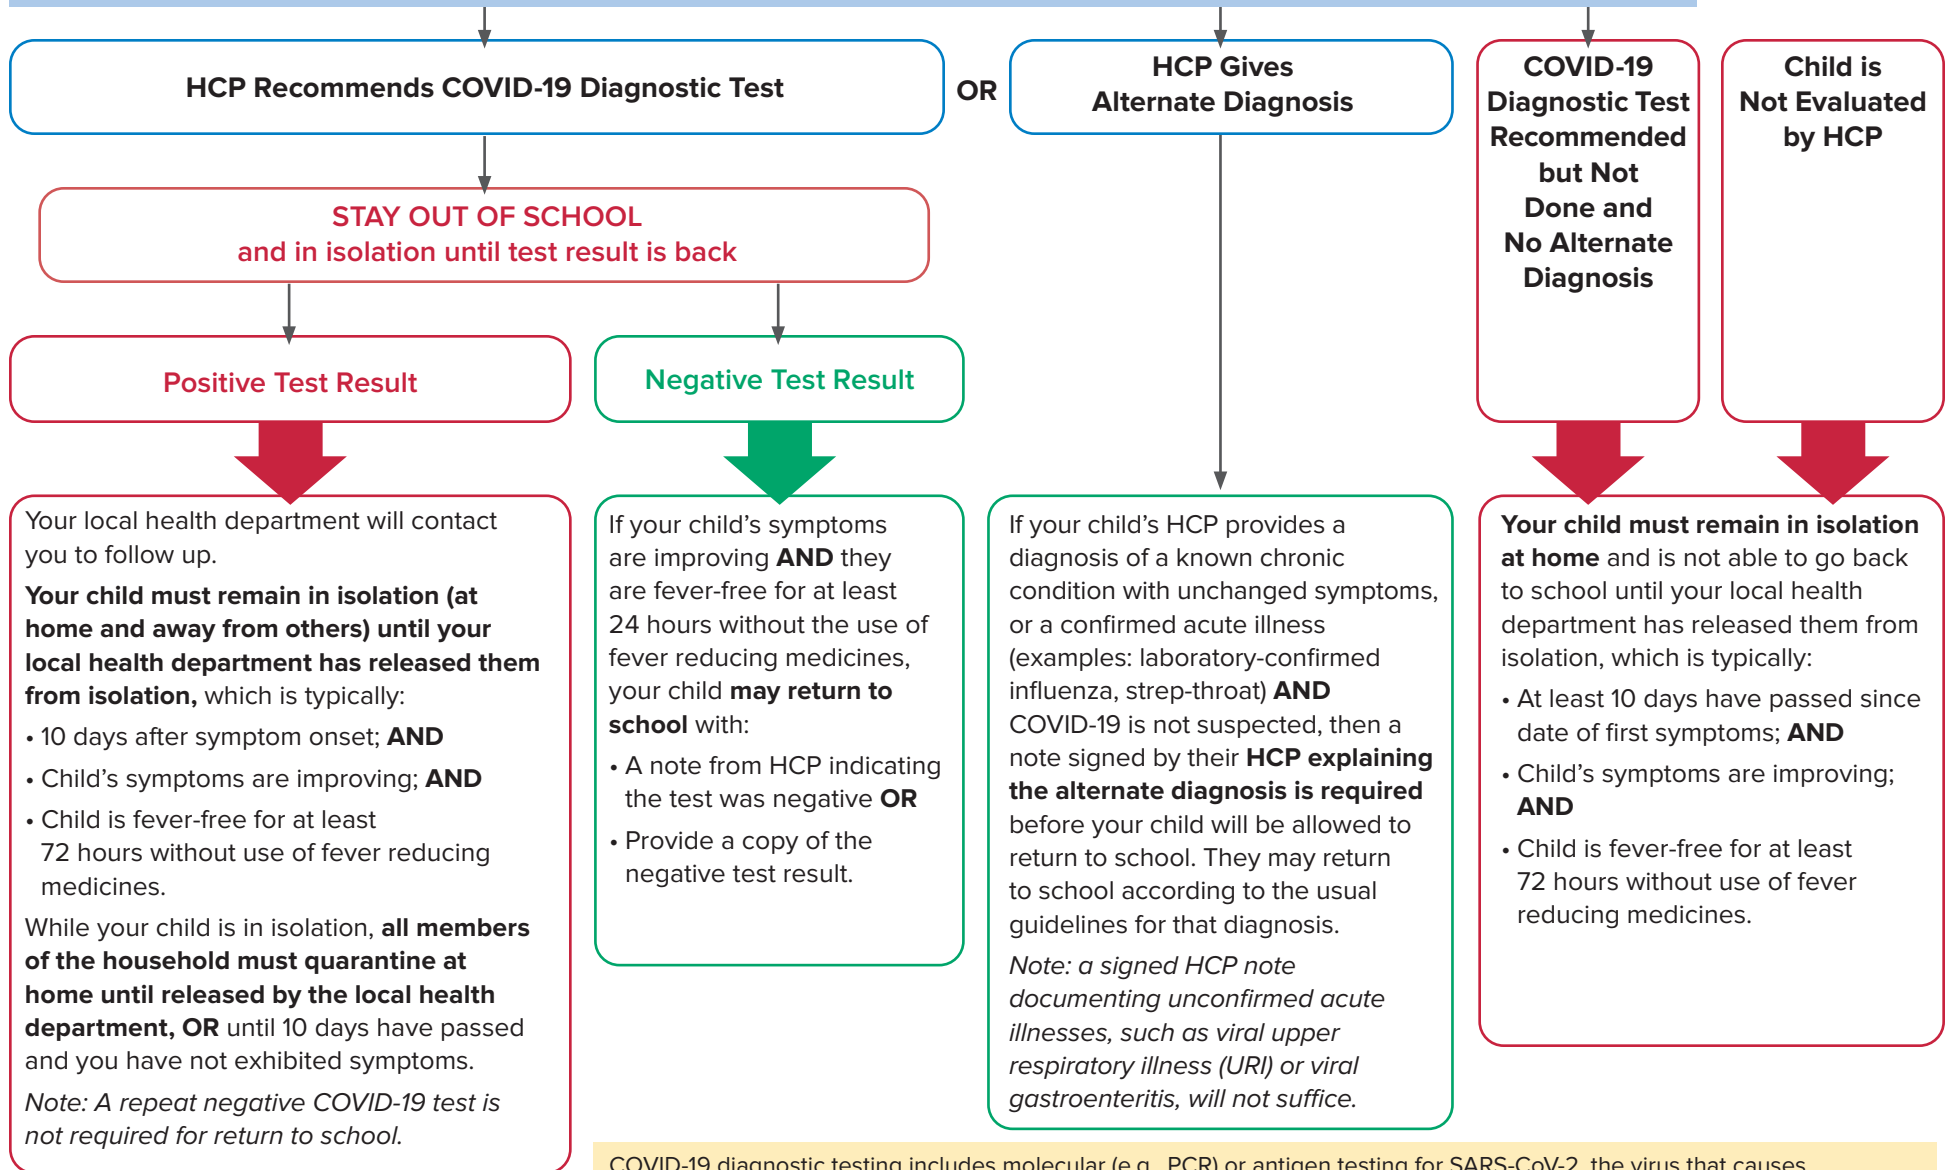 HCP Recommends COVID-19 Diagnostic Test
OR
HCP Gives
Alternate Diagnosis
COVID-19
Diagnostic Test
Recommended
but Not
Done and
No Alternate
Diagnosis
Child is
Not Evaluated
by HCP
STAY OUT OF SCHOOL
and in isolation until test result is back
Positive Test Result
Negative Test Result
Your local health department will contact
you to follow up.
Your child must remain in isolation (at
home and away from others) until your
local health department has released them
from isolation, which is typically:
• 10 days after symptom onset; AND
• Child's symptoms are improving; AND
• Child is fever-free for at least
72 hours without use of fever reducing
medicines.
While your child is in isolation, all members
of the household must quarantine at
home until released by the local health
department, OR until 10 days have passed
and you have not exhibited symptoms.
Note: A repeat negative COVID-19 test is
not required for return to school.
If your child's symptoms
are improving AND they
are fever-free for at least
24 hours without the use of
fever reducing medicines,
your child may return to
school with:
• A note from HCP indicating
the test was negative OR
• Provide a copy of the
negative test result.
If your child's HCP provides a
diagnosis of a known chronic
condition with unchanged symptoms,
or a confirmed acute illness
(examples: laboratory-confirmed
influenza, strep-throat) AND
COVID-19 is not suspected, then a
note signed by their HCP explaining
the alternate diagnosis is required
before your child will be allowed to
return to school. They may return
to school according to the usual
guidelines for that diagnosis.
Note: a signed HCP note
documenting unconfirmed acute
illnesses, such as viral upper
respiratory illness (URI) or viral
gastroenteritis, will not suffice.
Your child must remain in isolation
at home and is not able to go back
to school until your local health
department has released them from
isolation, which is typically:
• At least 10 days have passed since
date of first symptoms; AND
• Child's symptoms are improving;
AND
• Child is fever-free for at least
72 hours without use of fever
reducing medicines.
COVID-19 diagnostic testing includes molecular (e.g., PCR) or antigen testing for SARS-CoV-2, the virus that causes